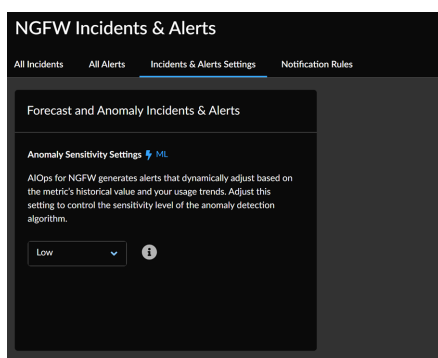 NGFW Incidents & Alerts
All Incidents All Alerts Incidents & Alerts Settings Notification Rules
Forecast and Anomaly Incidents & Alerts
Anomaly Sensitivity Settings ML
AIOps for NGFW generates alerts that dynamically adjust based on
the metric's historical value and your usage trends. Adjust this
setting to control the sensitivity level of the anomaly detection
algorithm.
Low